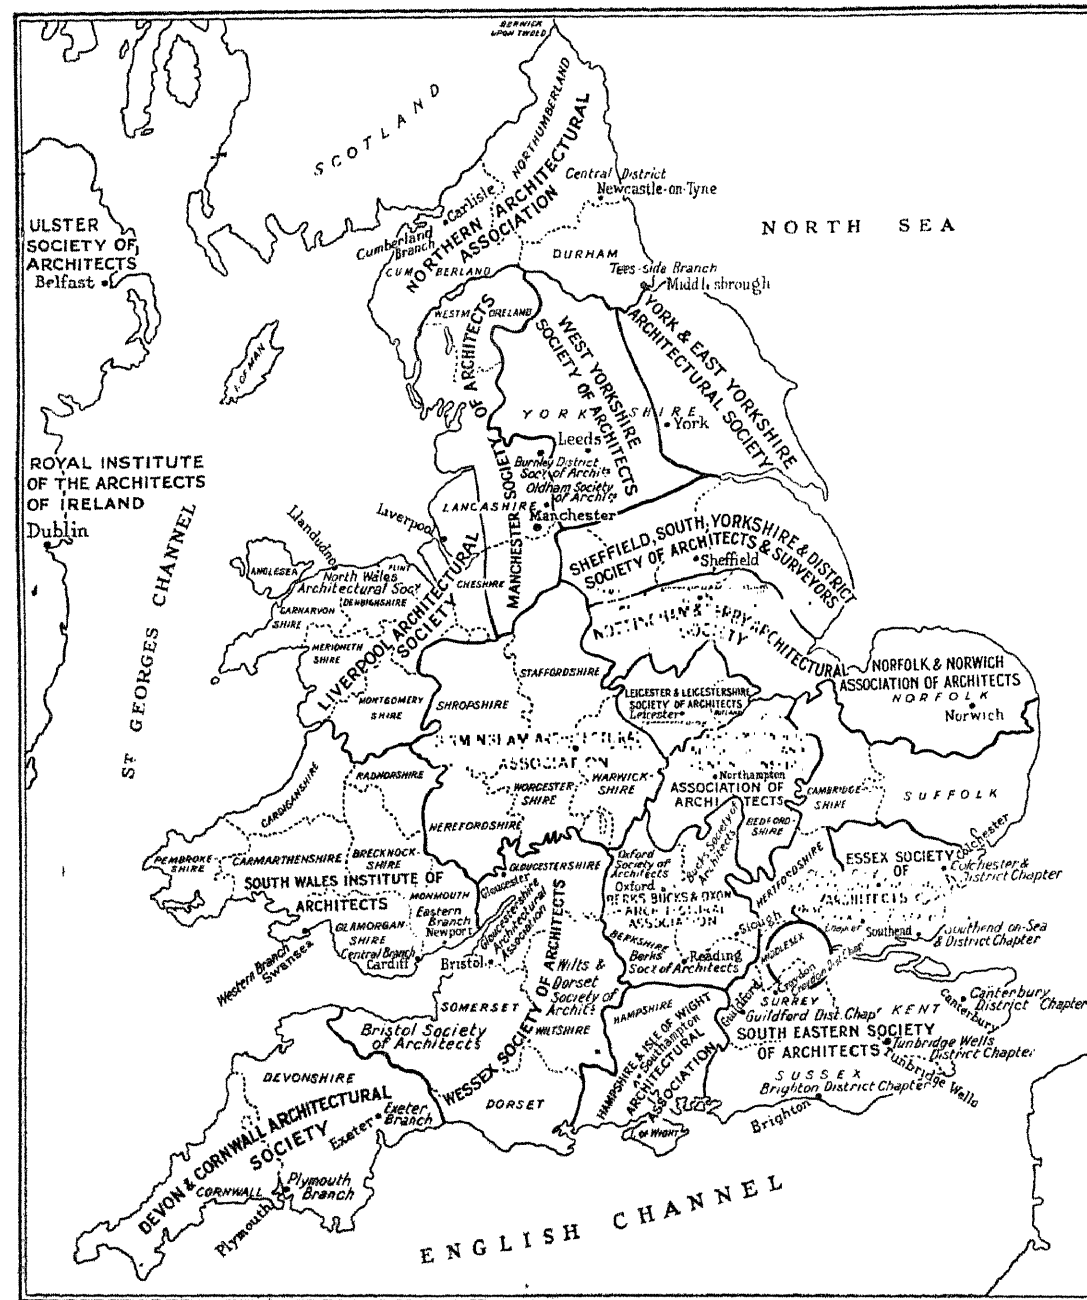 BERWICK
UPON TWEED
SCOTLAND
NORTHUMBERLAND
NORTHERN ARCHITECTURAL
ASSOCIATION
Central District
Newcastle-on-Tyne
Carlisle
Cumberland
Branch
CUMBERLAND
DURHAM
NORTH SEA
Tees-side Branch
Middlesbrough
ULSTER
SOCIETY OF
ARCHITECTS
Belfast
I. OF MAN
WESTMORELAND
WEST YORKSHIRE
SOCIETY OF ARCHITECTS
YORK & EAST YORKSHIRE
ARCHITECTURAL SOCIETY
YORKSHIRE
York
Leeds
Burnley District
Socy of Archits
Oldham Society
of Archits
LANCASHIRE
Manchester
MANCHESTER SOCIETY
OF ARCHITECTS
ROYAL INSTITUTE
OF THE ARCHITECTS
OF IRELAND
Dublin
ST GEORGES CHANNEL
Liverpool
Llandudno
ANGLESEA
North Wales
Architectural Socy
FLINT
DENBIGHSHIRE
CARNARVON
SHIRE
MERIONETH
SHIRE
MONTGOMERY
SHIRE
CHESHIRE
LIVERPOOL ARCHITECTURAL
SOCIETY
SHEFFIELD, SOUTH, YORKSHIRE & DISTRICT
SOCIETY OF ARCHITECTS & SURVEYORS
Sheffield
ARCHITECTURAL
SOCIETY
NORFOLK & NORWICH
ASSOCIATION OF ARCHITECTS
NORFOLK
Norwich
STAFFORDSHIRE
SHROPSHIRE
LEICESTER & LEICESTERSHIRE
SOCIETY OF ARCHITECTS
Leicester
RUTLAND
ASSOCIATION
WORCESTER
SHIRE
WARWICK-
SHIRE
HEREFORDSHIRE
Northampton
ASSOCIATION OF
ARCHITECTS
CAMBRIDGE-
SHIRE
SUFFOLK
BEDFORD-
SHIRE
HERTFORDSHIRE
Bucks Society of
Architects
CARDIGANSHIRE
RADNORSHIRE
PEMBROKE-
SHIRE
CARMARTHENSHIRE
BRECKNOCK-
SHIRE
SOUTH WALES INSTITUTE OF
ARCHITECTS
MONMOUTH
Eastern
Branch
Newport
GLAMORGAN
SHIRE
Central Branch
Cardiff
Western Branch
Swansea
GLOUCESTERSHIRE
Gloucester
Gloucestershire
Architectural
Association
Bristol
Oxford
Society of
Architects
Oxford
BERKS BUCKS & OXON
ASSOCIATION
Slough
BERKSHIRE
Berks
Socy of Architects
Reading
ESSEX SOCIETY
OF
ARCHITECTS
Colchester
Colchester &
District Chapter
Chapter
Southend
Southend on-Sea
& District Chapter
MIDDLESEX
Croydon
Croydon Dist Chap
SURREY
Guildford
Guildford Dist. Chap
KENT
Canterbury
Canterbury
District Chapter
SOUTH EASTERN SOCIETY
OF ARCHITECTS
Tunbridge Wells
District Chapter
Tunbridge Wells
SUSSEX
Brighton District Chapter
Brighton
HAMPSHIRE
HAMPSHIRE & ISLE OF WIGHT
Southampton
ARCHITECTURAL
ASSOCIATION
I. OF WIGHT
SOMERSET
Bristol Society
of Architects
Wilts &
Dorset
Society of
Archits
WILTSHIRE
WESSEX SOCIETY OF ARCHITECTS
DORSET
DEVONSHIRE
DEVON & CORNWALL ARCHITECTURAL
SOCIETY
Exeter
Exeter
Branch
CORNWALL
Plymouth
Branch
Plymouth
ENGLISH CHANNEL